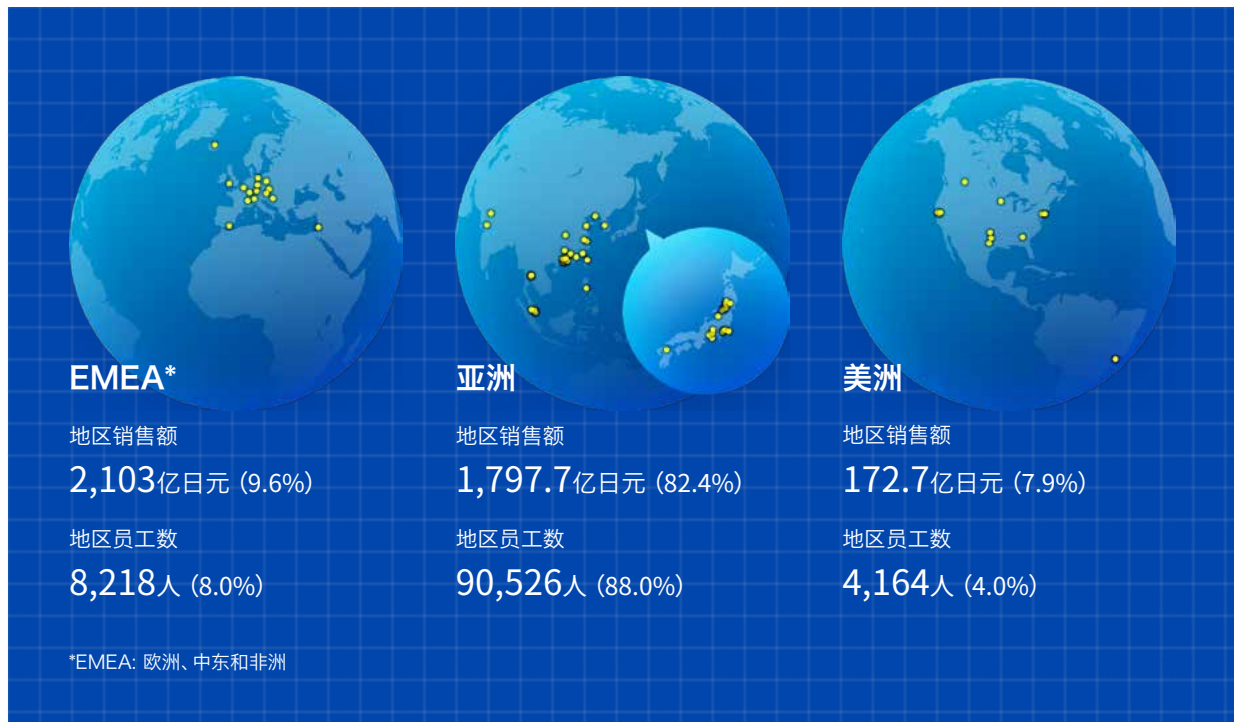 EMEA*
地区销售额
2,103亿日元 (9.6%)
地区员工数
8,218人 (8.0%)
亚洲
地区销售额
1,797.7亿日元 (82.4%)
地区员工数
90,526人 (88.0%)
美洲
地区销售额
172.7亿日元 (7.9%)
地区员工数
4,164人 (4.0%)
*EMEA: 欧洲、中东和非洲